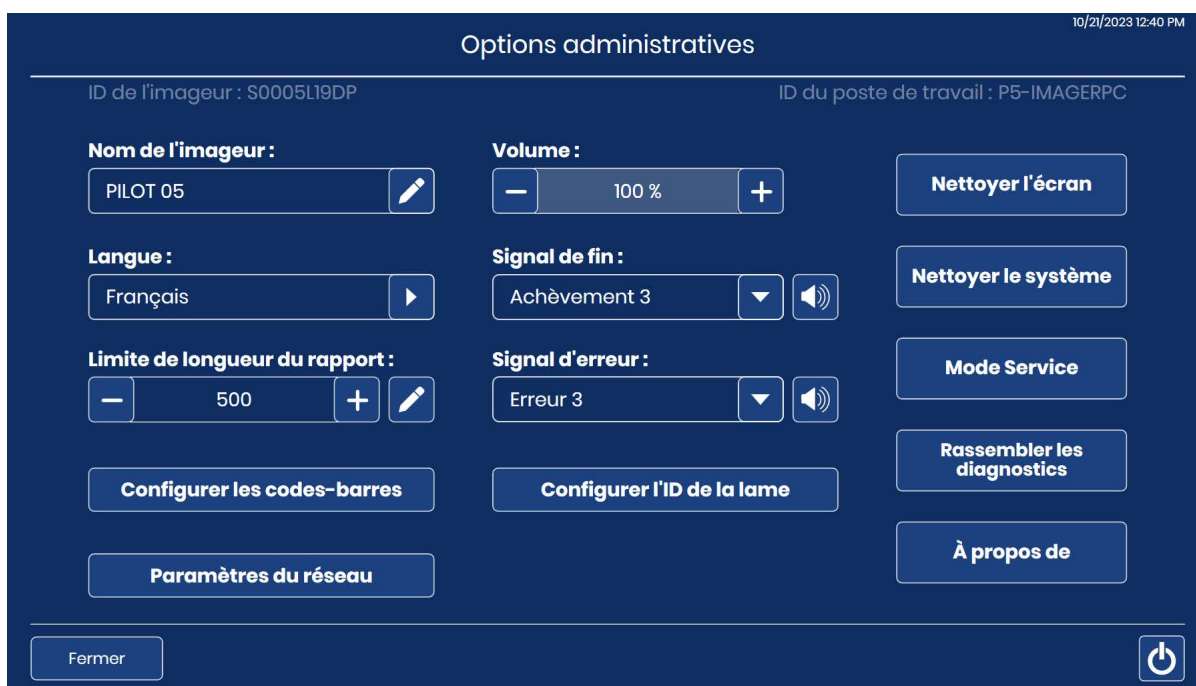 10/21/2023 12:40 PM
Options administratives
ID de l'imageur : S0005L19DP
ID du poste de travail : P5-IMAGERPC
Nom de l'imageur :
PILOT 05
Volume :
100 %
Nettoyer l'écran
Langue :
Français
Signal de fin :
Achèvement 3
Nettoyer le système
Limite de longueur du rapport :
500
Signal d'erreur :
Erreur 3
Mode Service
Rassembler les
diagnostics
Configurer les codes-barres
Configurer l'ID de la lame
À propos de
Paramètres du réseau
Fermer